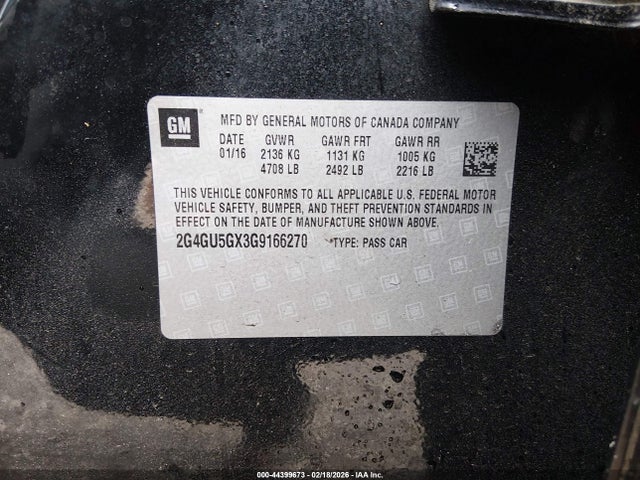 GM
MFD BY GENERAL MOTORS OF CANADA COMPANY
DATE GVWR GAWR FRT GAWR RR
01/16 2136 KG 1131 KG 1005 KG
4708 LB 2492 LB 2216 LB
THIS VEHICLE CONFORMS TO ALL APPLICABLE U.S. FEDERAL MOTOR
VEHICLE SAFETY, BUMPER, AND THEFT PREVENTION STANDARDS IN
EFFECT ON THE DATE OF MANUFACTURE SHOWN ABOVE.
2G4GU5GX3G9166270 TYPE: PASS CAR
000-44399673 - 02/18/2026 - IAA Inc.